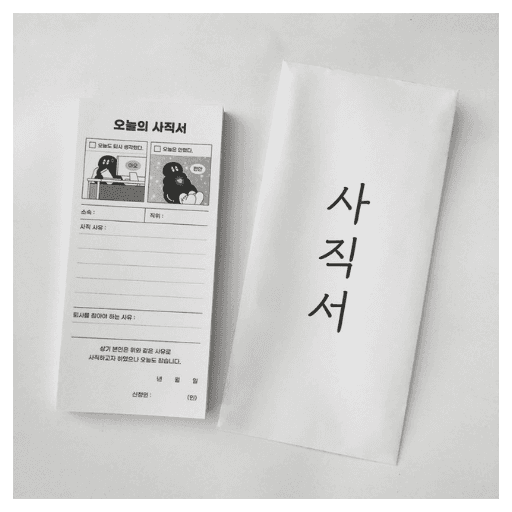 오늘의 사직서
오늘도 퇴사 생각했다.
오늘은 안했다.
소속 :
직위 :
사직 사유 :
회사를 참아야 하는 사유 :
상기 본인은 위와 같은 사유로
사직하고자 하였으나 오늘도 참습니다.
년 월 일
신청인 : (인)
사
직
서